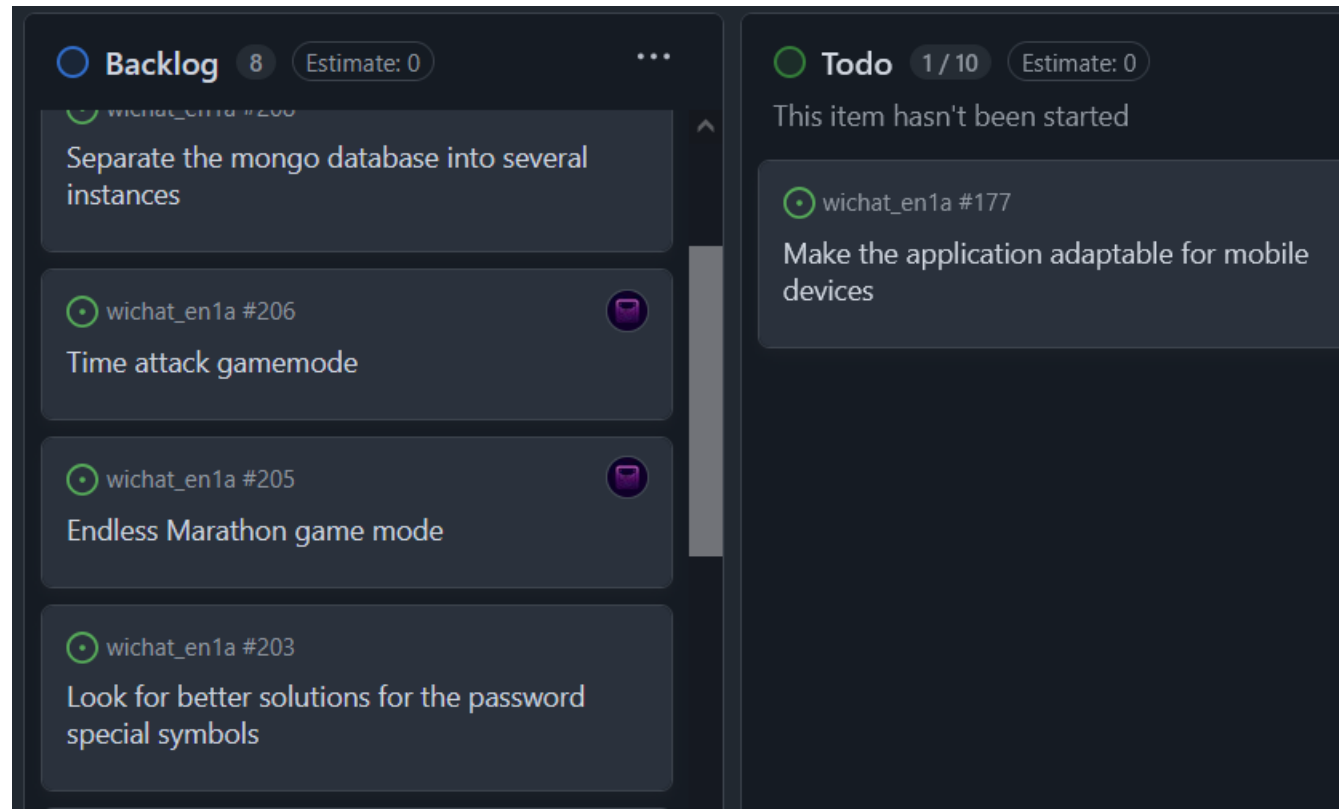 Backlog 8 Estimate: 0 ...
Separate the mongo database into several
instances
wichat_en1a #206
Time attack gamemode
wichat_en1a #205
Endless Marathon game mode
wichat_en1a #203
Look for better solutions for the password
special symbols
Todo 1 / 10 Estimate: 0
This item hasn't been started
wichat_en1a #177
Make the application adaptable for mobile
devices